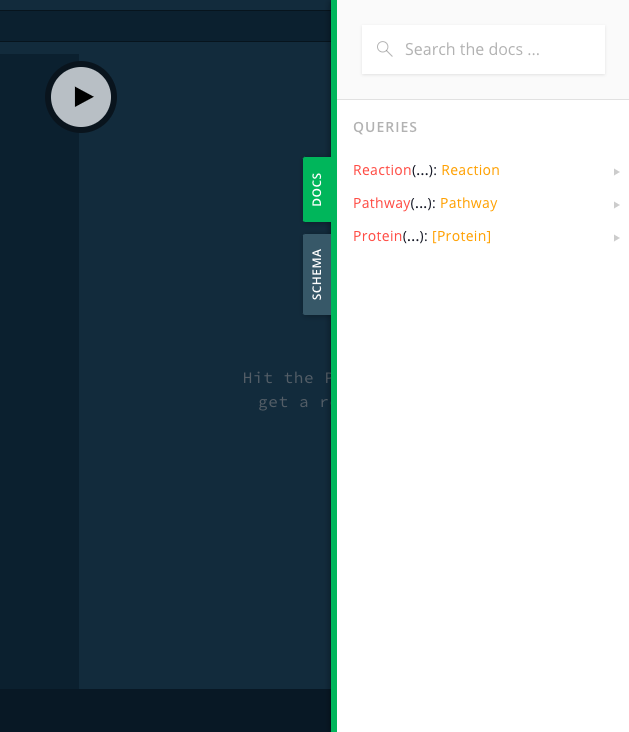 Search the docs ...
QUERIES
Reaction(...): Reaction
Pathway(...): Pathway
Protein(...): [Protein]
DOCS
SCHEMA
Hit the
get a